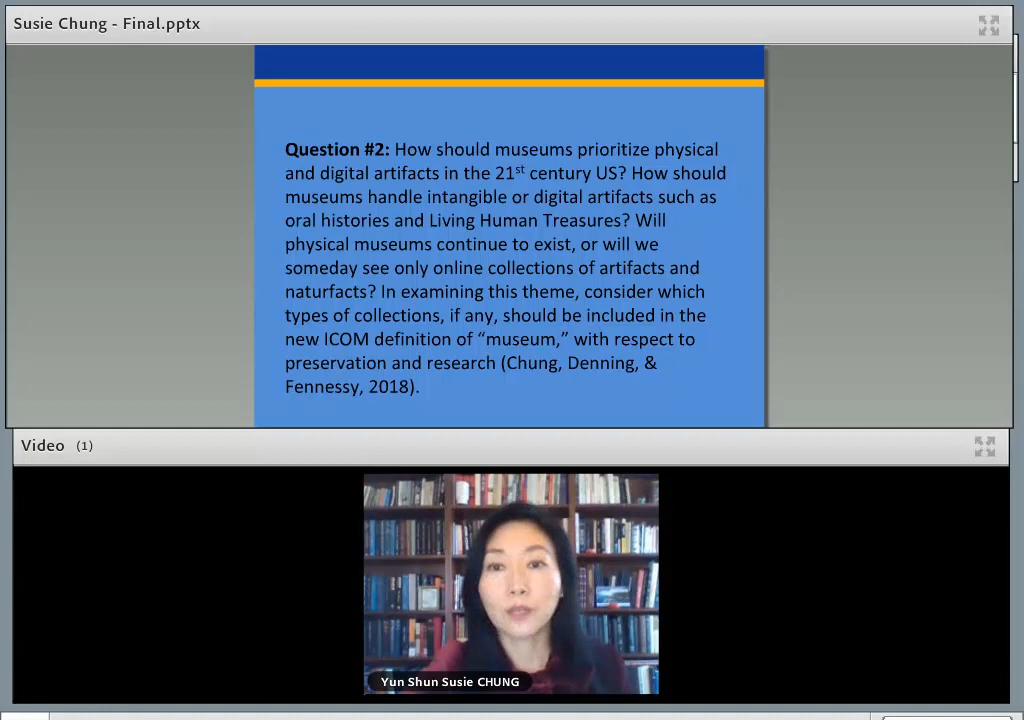 Susie Chung - Final.pptx
Question #2: How should museums prioritize physical
and digital artifacts in the 21st century US? How should
museums handle intangible or digital artifacts such as
oral histories and Living Human Treasures? Will
physical museums continue to exist, or will we
someday see only online collections of artifacts and
naturfacts? In examining this theme, consider which
types of collections, if any, should be included in the
new ICOM definition of “museum,” with respect to
preservation and research (Chung, Denning, &
Fennessy, 2018).
Video (1)
Yun Shun Susie CHUNG